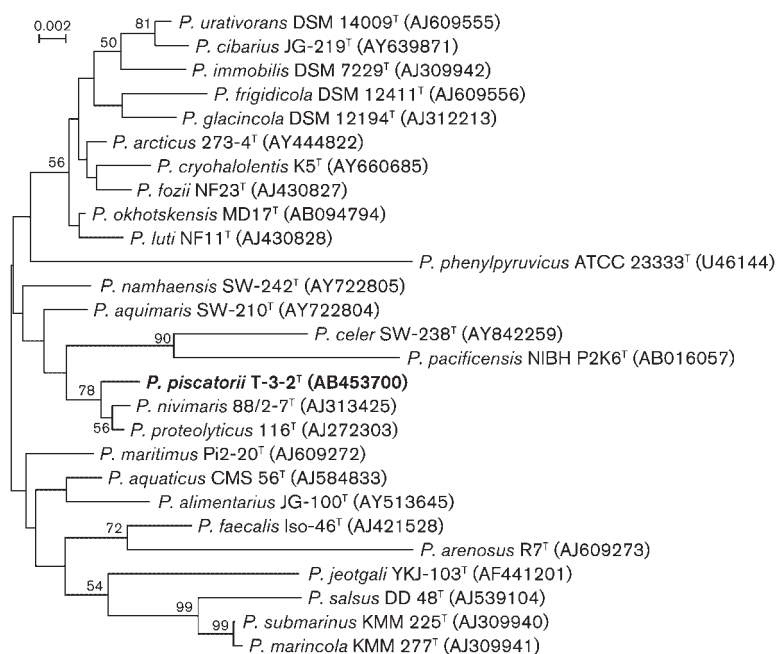 0.002
81
P. urativorans DSM 14009ᵀ (AJ609555)
P. cibarius JG-219ᵀ (AY639871)
50
P. immobilis DSM 7229ᵀ (AJ309942)
P. frigidicola DSM 12411ᵀ (AJ609556)
P. glacincola DSM 12194ᵀ (AJ312213)
P. arcticus 273-4ᵀ (AY444822)
56
P. cryohalolentis K5ᵀ (AY660685)
P. fozii NF23ᵀ (AJ430827)
P. okhotskensis MD17ᵀ (AB094794)
P. luti NF11ᵀ (AJ430828)
P. phenylpyruvicus ATCC 23333ᵀ (U46144)
P. namhaensis SW-242ᵀ (AY722805)
P. aquimaris SW-210ᵀ (AY722804)
90
P. celer SW-238ᵀ (AY842259)
P. pacificensis NIBH P2K6ᵀ (AB016057)
78
P. piscatorii T-3-2ᵀ (AB453700)
P. nivimaris 88/2-7ᵀ (AJ313425)
56
P. proteolyticus 116ᵀ (AJ272303)
P. maritimus Pi2-20ᵀ (AJ609272)
P. aquaticus CMS 56ᵀ (AJ584833)
P. alimentarius JG-100ᵀ (AY513645)
72
P. faecalis Iso-46ᵀ (AJ421528)
P. arenosus R7ᵀ (AJ609273)
54
P. jeotgali YKJ-103ᵀ (AF441201)
99
P. salsus DD 48ᵀ (AJ539104)
99
P. submarinus KMM 225ᵀ (AJ309940)
P. marincola KMM 277ᵀ (AJ309941)